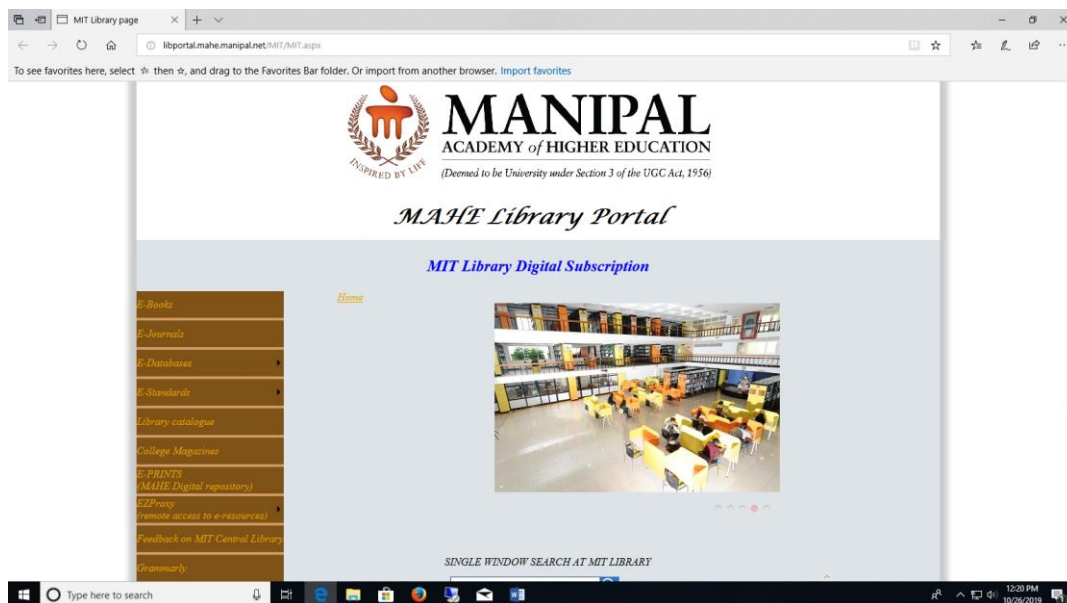 MIT Library page
libportal.mahe.manipal.net/MIT/MIT.aspx
To see favorites here, select then , and drag to the Favorites Bar folder. Or import from another browser. Import favorites
INSPIRED BY LIFE
MANIPAL
ACADEMY of HIGHER EDUCATION
(Deemed to be University under Section 3 of the UGC Act, 1956)
MAHE Library Portal
MIT Library Digital Subscription
Home
E-Books
E-Journals
E-Databases
E-Standards
Library catalogue
College Magazines
E-PRINTS
(MAHE Digital repository)
EZProxy
(remote access to e-resources)
Feedback on MIT Central Library
Grammarly
SINGLE WINDOW SEARCH AT MIT LIBRARY
Type here to search
12:20 PM
10/26/2019